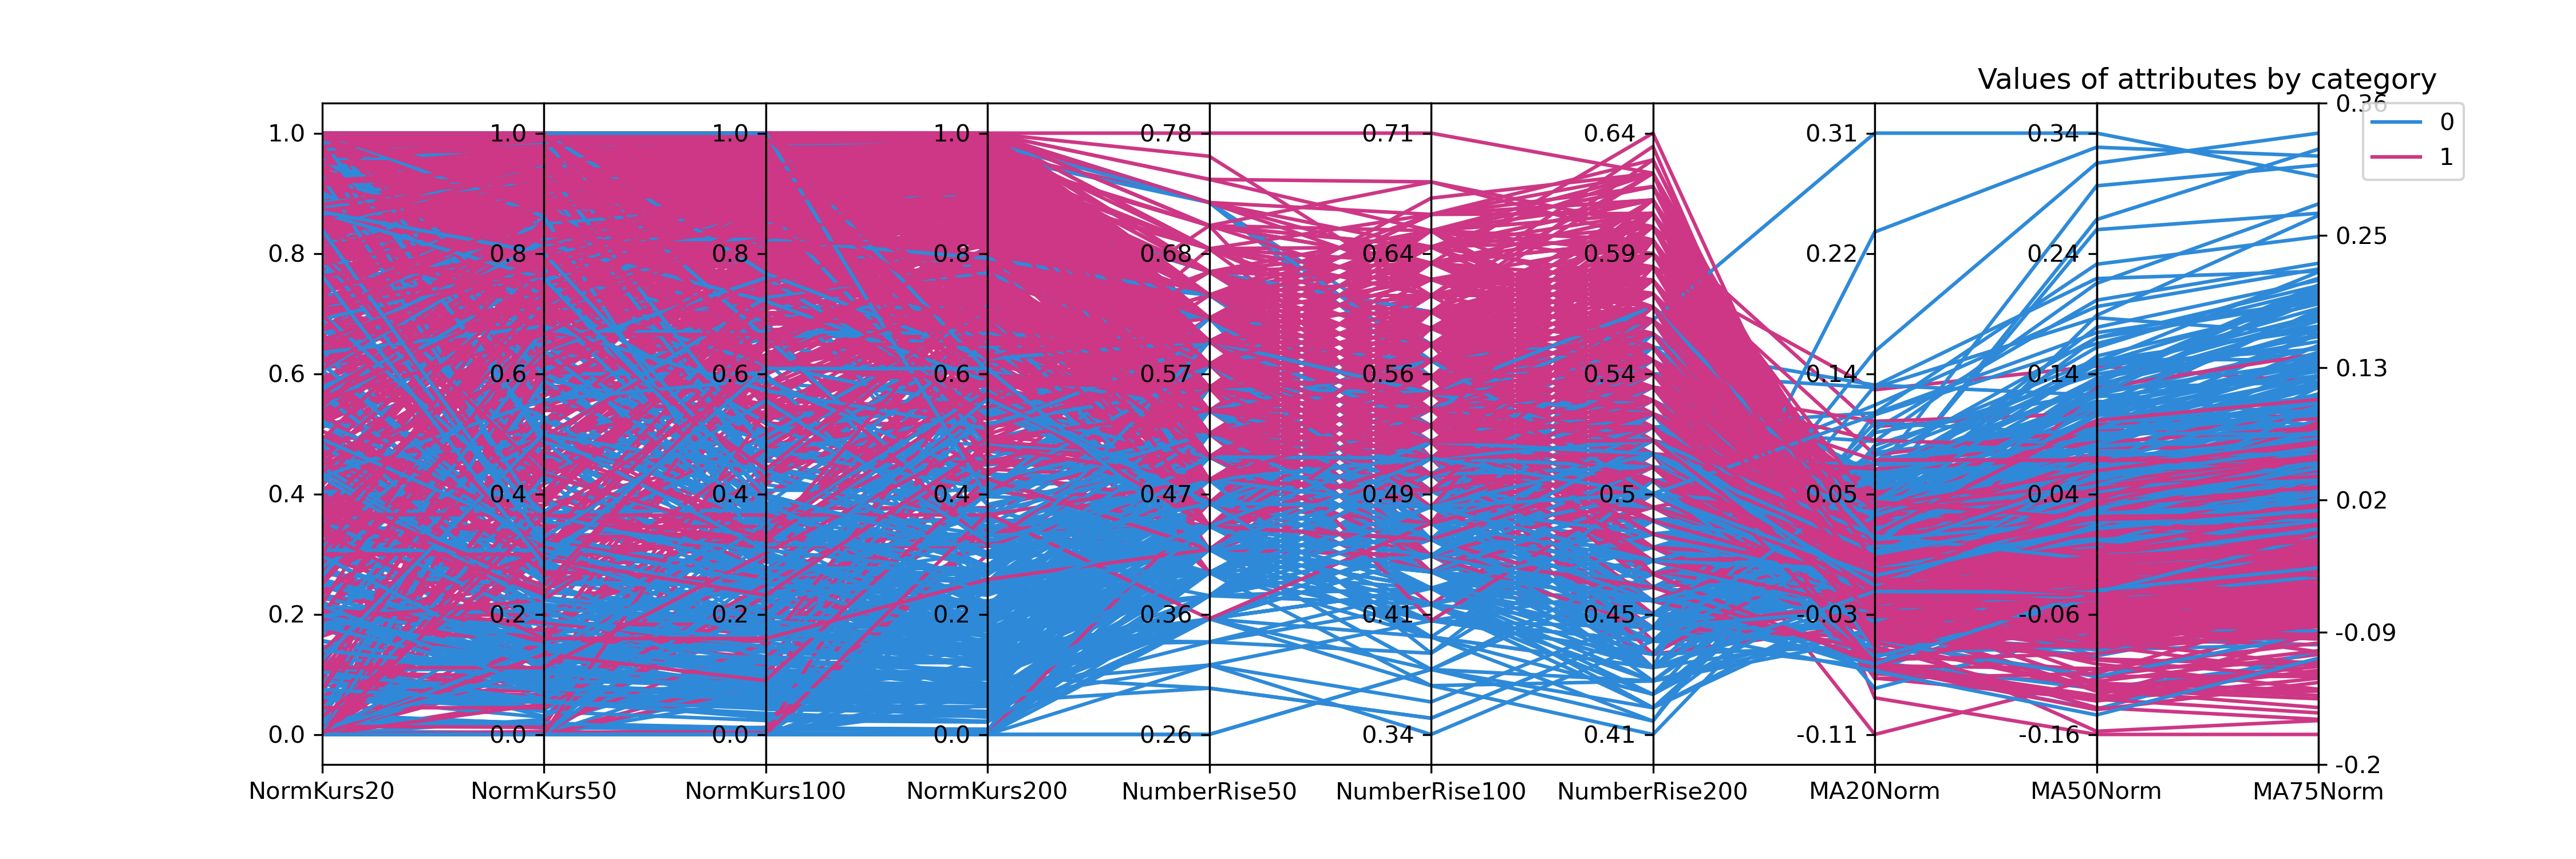 Values of attributes by category
0
1
1.0 1.0 1.0 1.0 0.78 0.71 0.64 0.31 0.34 0.36
0.8 0.8 0.8 0.8 0.68 0.64 0.59 0.22 0.24 0.25
0.6 0.6 0.6 0.6 0.57 0.56 0.54 0.14 0.14 0.13
0.4 0.4 0.4 0.4 0.47 0.49 0.5 0.05 0.04 0.02
0.2 0.2 0.2 0.2 0.36 0.41 0.45 -0.03 -0.06 -0.09
0.0 0.0 0.0 0.0 0.26 0.34 0.41 -0.11 -0.16 -0.2
NormKurs20 NormKurs50 NormKurs100 NormKurs200 NumberRise50 NumberRise100 NumberRise200 MA20Norm MA50Norm MA75Norm